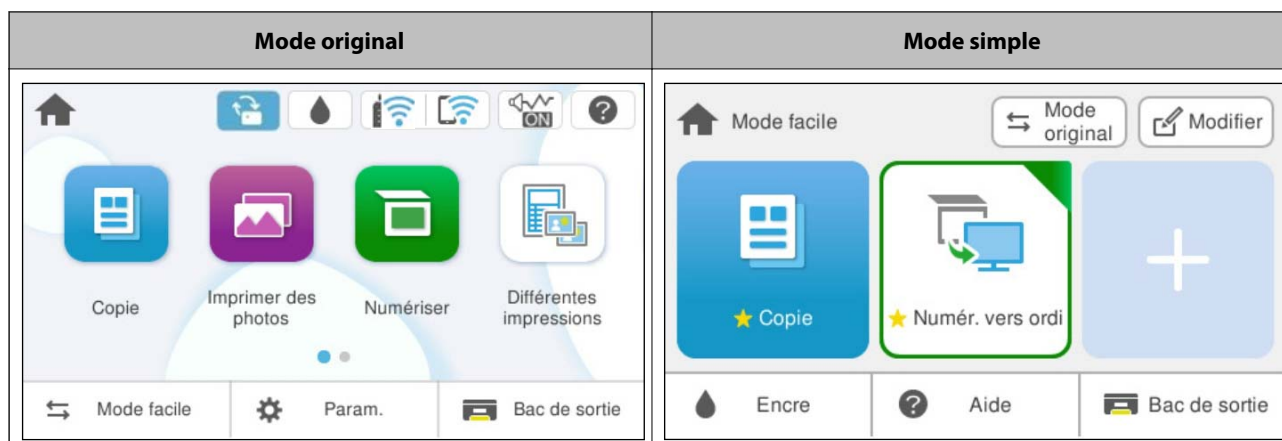 Mode original
Mode simple
ON
?
Copie
Imprimer des
photos
Numériser
Différentes
impressions
Mode facile
Param.
Bac de sortie
Mode facile
Mode
original
Modifier
Copie
Numér. vers ordi
Encre
?
Aide
Bac de sortie